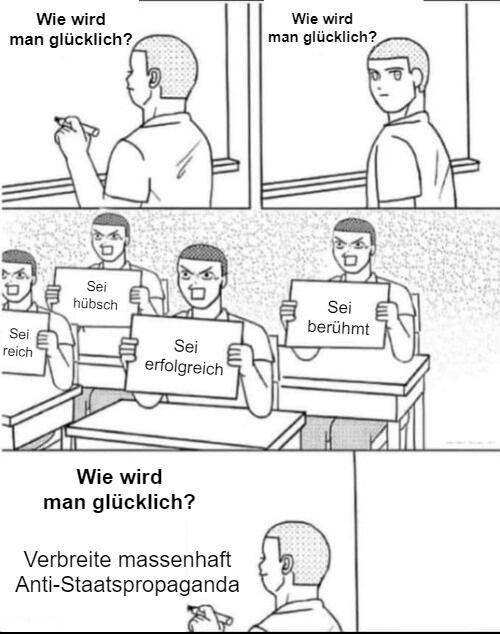 Wie wird
man glücklich?
Wie wird
man glücklich?
Sei
hübsch
Sei
berühmt
Sei
reich
Sei
erfolgreich
Wie wird
man glücklich?
Verbreite massenhaft
Anti-Staatspropaganda